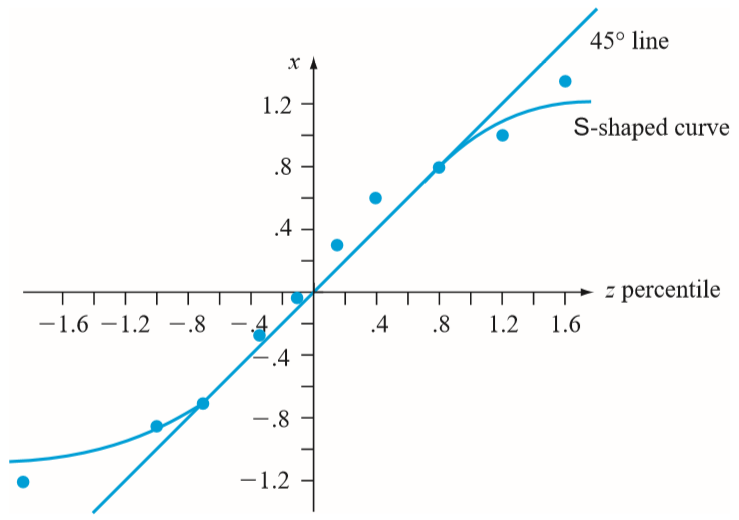 45° line
x
1.2
S-shaped curve
.8
.4
z percentile
−1.6 −1.2 −.8 −.4 .4 .8 1.2 1.6
−.4
−.8
−1.2